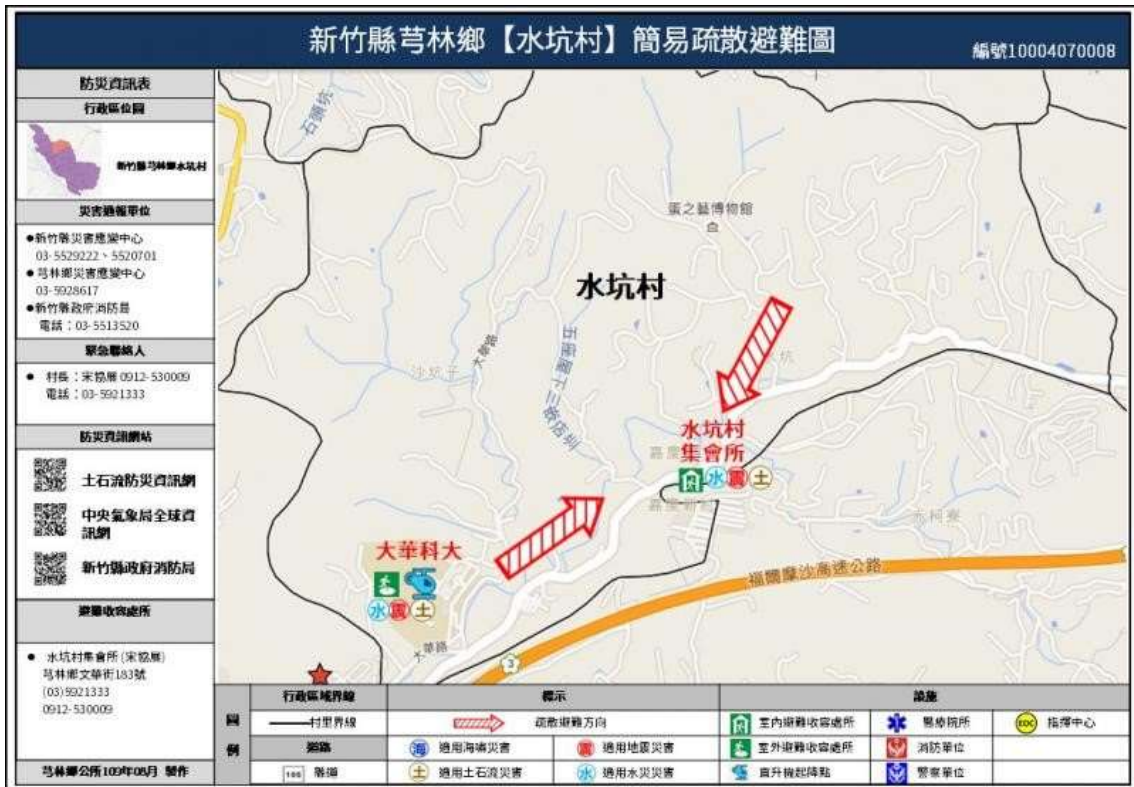 新竹縣芎林鄉【水坑村】簡易疏散避難圖
編號10004070008
防災資訊表
行政區位圖
新竹縣芎林鄉水坑村
災害通報單位
●新竹縣災害應變中心
03-5529222、5520701
●芎林鄉災害應變中心
03-5928617
●新竹縣政府消防局
電話：03-5513520
緊急聯絡人
● 村長：宋協展 0912-530009
電話：03-5921333
防災資訊網站
土石流防災資訊網
中央氣象局全球資
訊網
新竹縣政府消防局
避難收容處所
● 水坑村集會所(宋協展)
芎林鄉文華街183號
(03)5921333
0912-530009
芎林鄉公所109年08月 製作
石頭坑
蛋之藝博物館
水坑村
大華路
沙坑子
水坑
水坑村
集會所
水 震 土
大華科大
水 震 土
大華路
福爾摩沙高速公路
3
圖例
行政區域界線
標示
設施
村里界線
疏散避難方向
室內避難收容處所
醫療院所
EOC 指揮中心
道路
海 適用海嘯災害
震 適用地震災害
室外避難收容處所
消防單位
縣道
土 適用土石流災害
水 適用水災災害
直升機起降點
警察單位